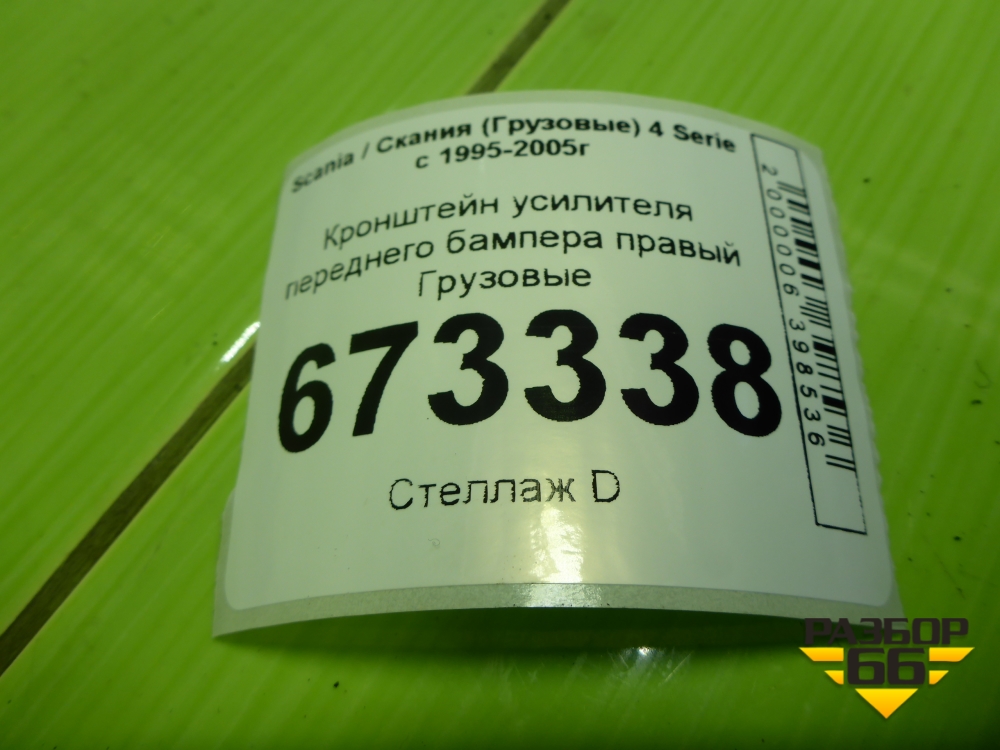 Scania / Скания (Грузовые) 4 Serie
с 1995-2005г
Кронштейн усилителя
переднего бампера правый
Грузовые
673338
Стеллаж D
2000006398536
РАЗБОР
66